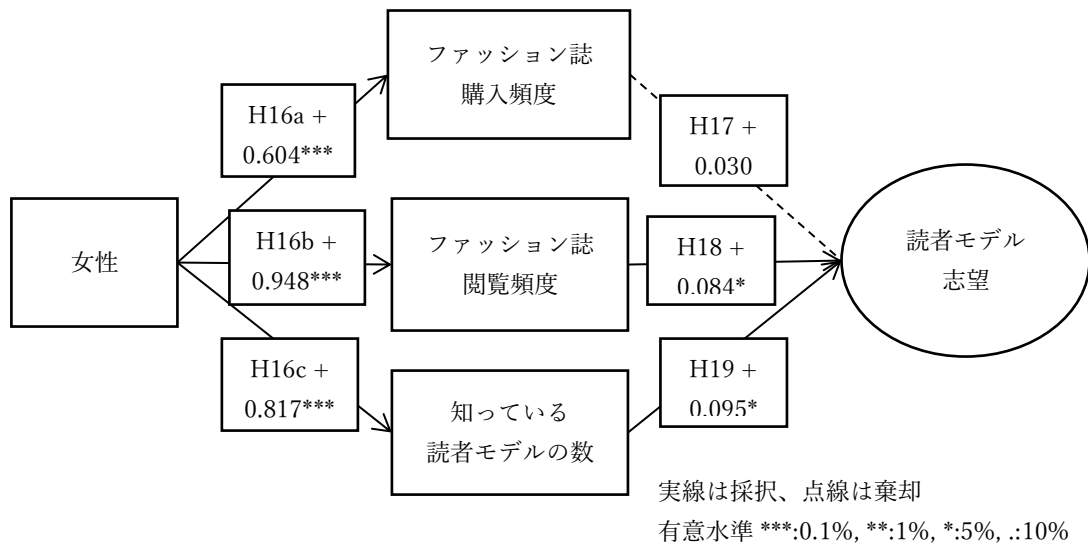 ファッション誌
購入頻度
H16a +
0.604***
H17 +
0.030
女性
H16b +
0.948***
ファッション誌
閲覧頻度
H18 +
0.084*
読者モデル
志望
H16c +
0.817***
知っている
読者モデルの数
H19 +
0.095*
実線は採択、点線は棄却
有意水準 ***:0.1%, **:1%, *:5%, .:10%